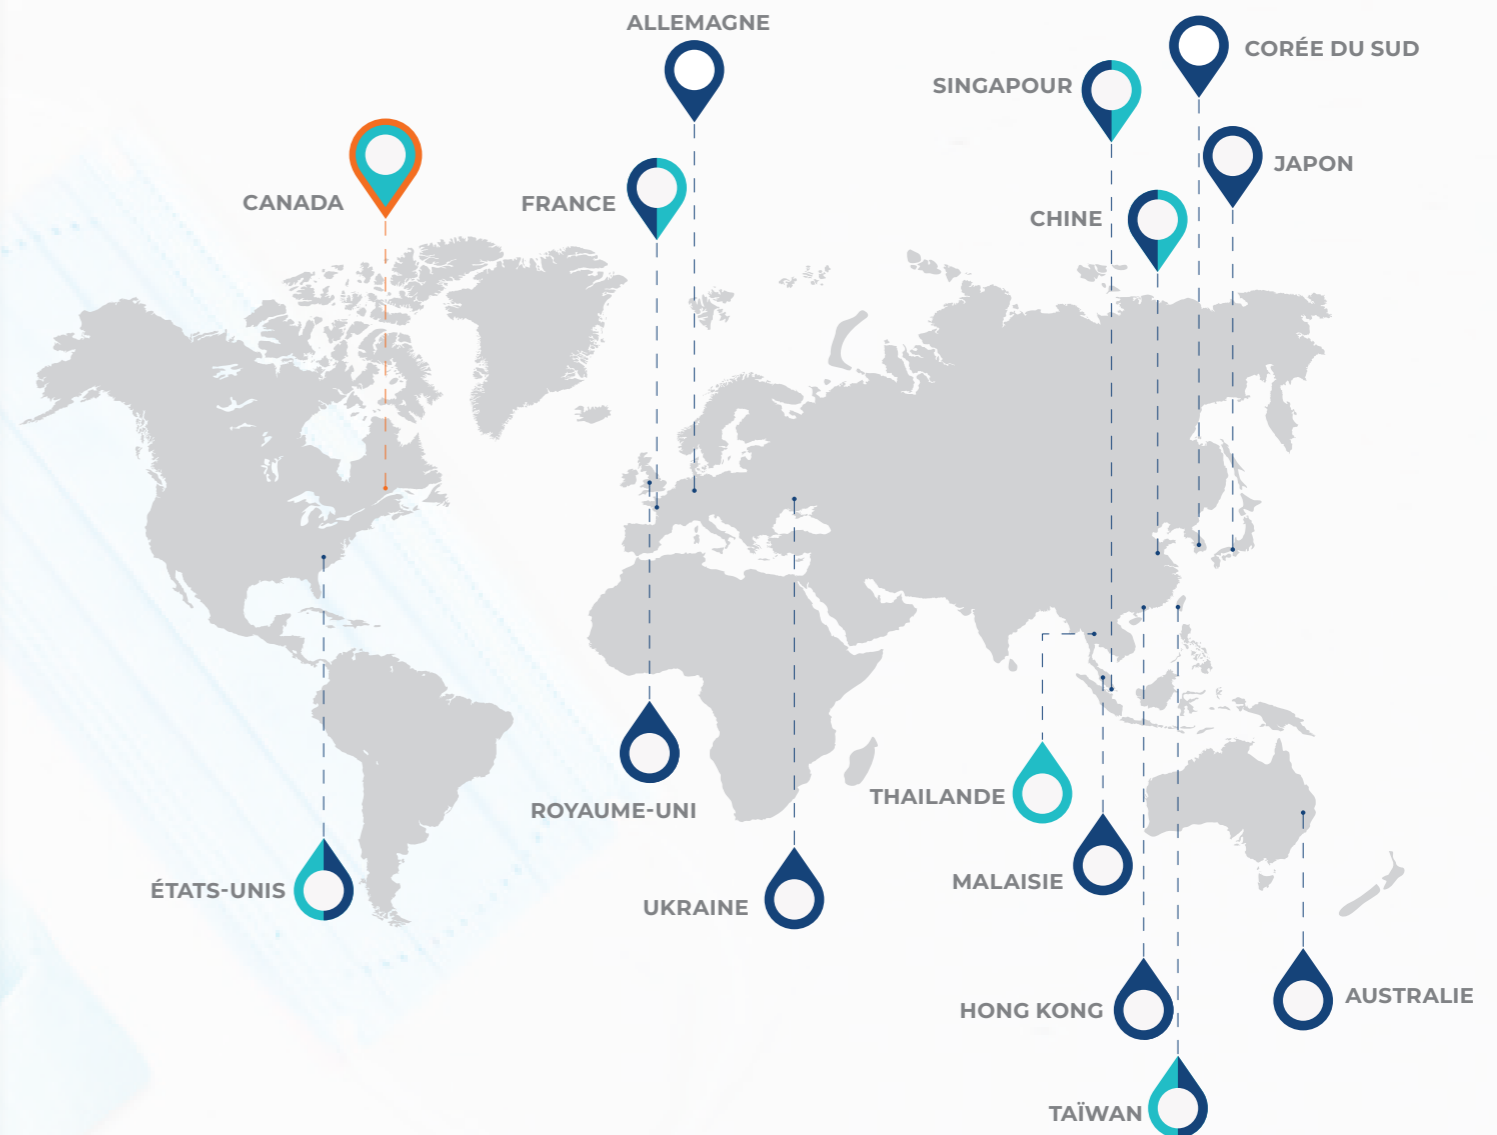 ALLEMAGNE
CORÉE DU SUD
SINGAPOUR
JAPON
CANADA
FRANCE
CHINE
ROYAUME-UNI
THAILANDE
ÉTATS-UNIS
MALAISIE
UKRAINE
HONG KONG
AUSTRALIE
TAÏWAN